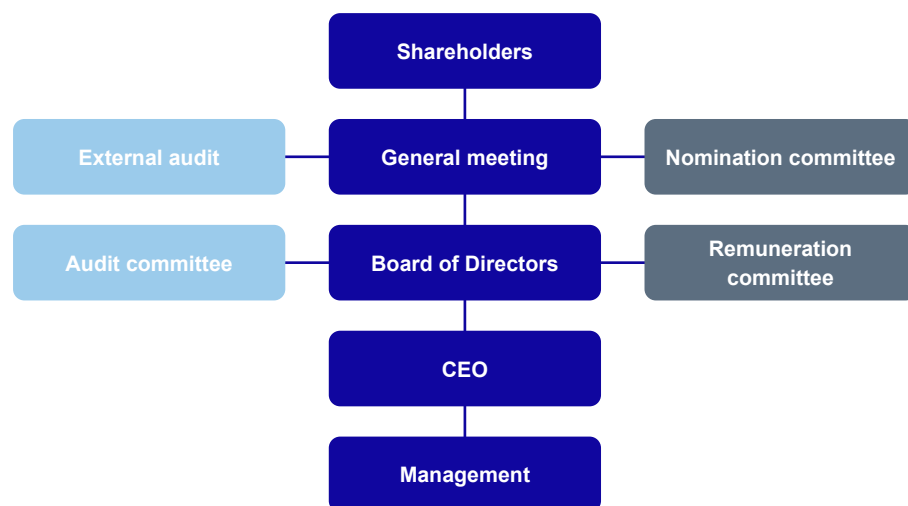 Shareholders
External audit
General meeting
Nomination committee
Audit committee
Board of Directors
Remuneration
committee
CEO
Management